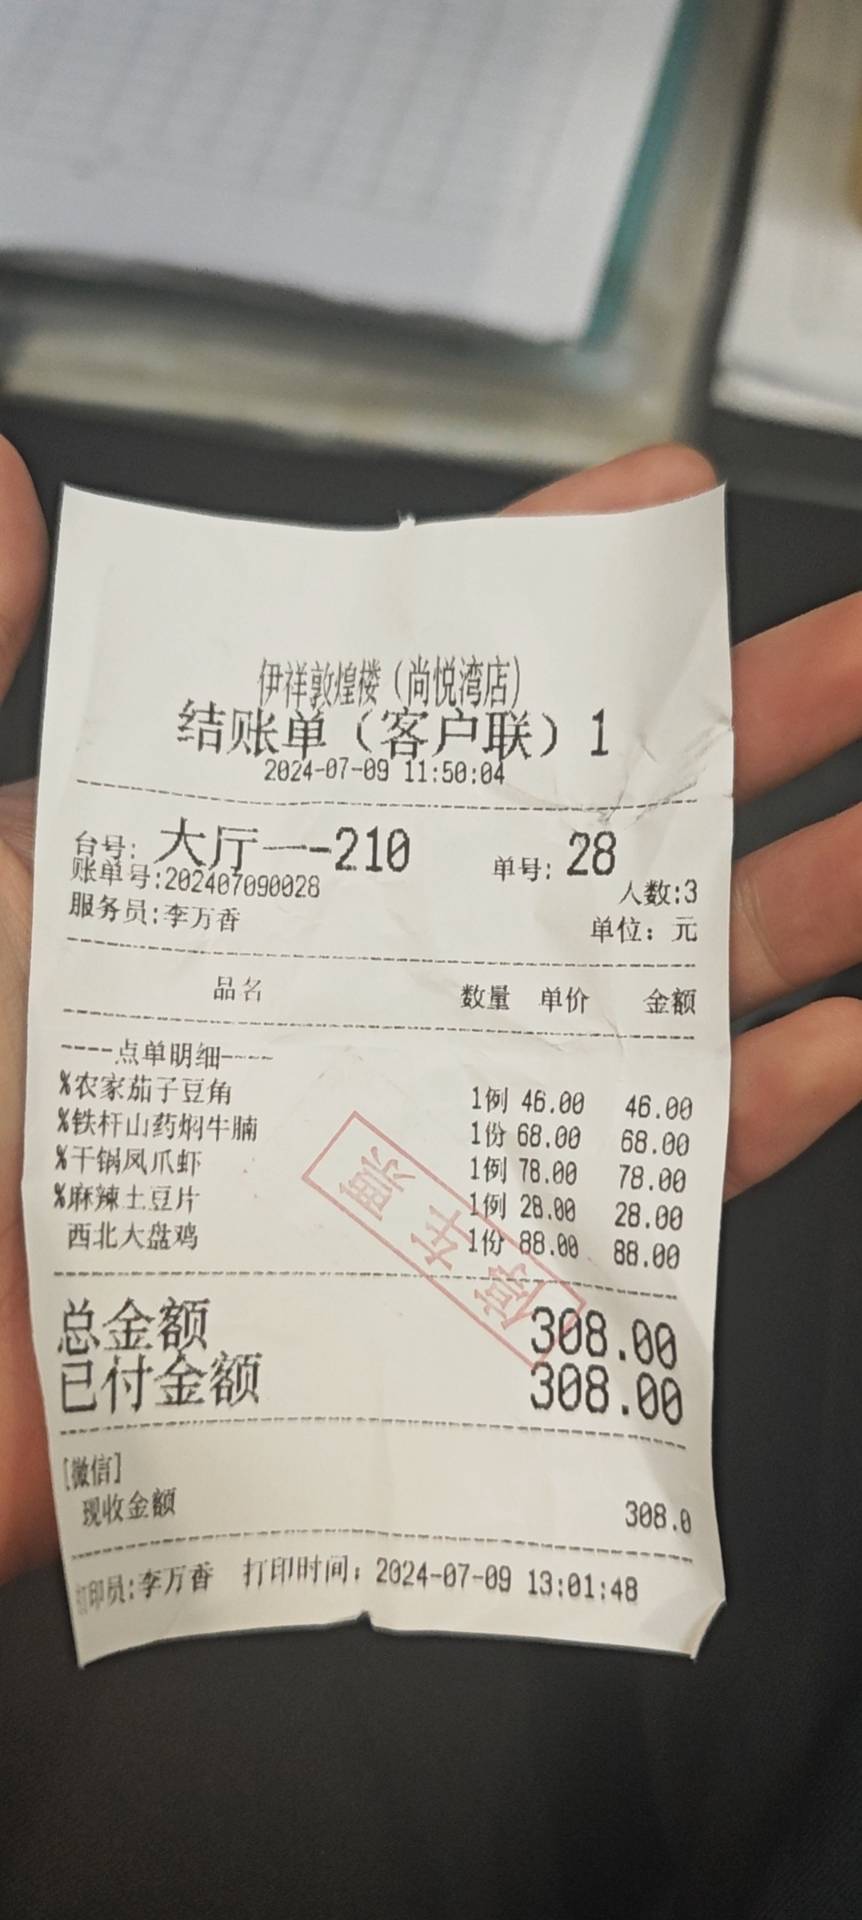 伊祥敦煌楼（尚悦湾店）
结账单（客户联）1
2024-07-09 11:50:04
台号: 大厅一-210 单号: 28
账单号:202407090028 人数:3
服务员:李万香 单位：元
品名 数量 单价 金额
----点单明细----
%农家茄子豆角 1例 46.00 46.00
%铁杆山药焖牛腩 1份 68.00 68.00
%干锅凤爪虾 1例 78.00 78.00
%麻辣土豆片 1例 28.00 28.00
西北大盘鸡 1份 88.00 88.00
停车票
总金额 308.00
已付金额 308.00
[微信]
现收金额 308.0
打印员:李万香 打印时间：2024-07-09 13:01:48